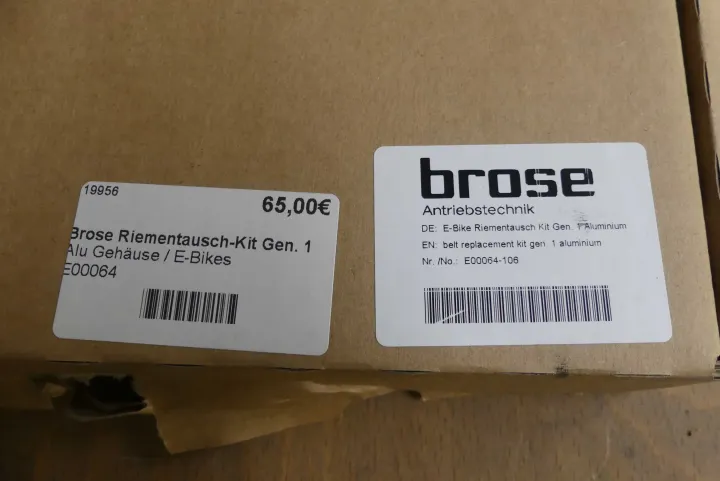 19956
65,00€
Brose Riementausch-Kit Gen. 1
Alu Gehäuse / E-Bikes
E00064
brose
Antriebstechnik
DE: E-Bike Riementausch Kit Gen. 1 Aluminium
EN: belt replacement kit gen. 1 aluminium
Nr. /No.: E00064-106